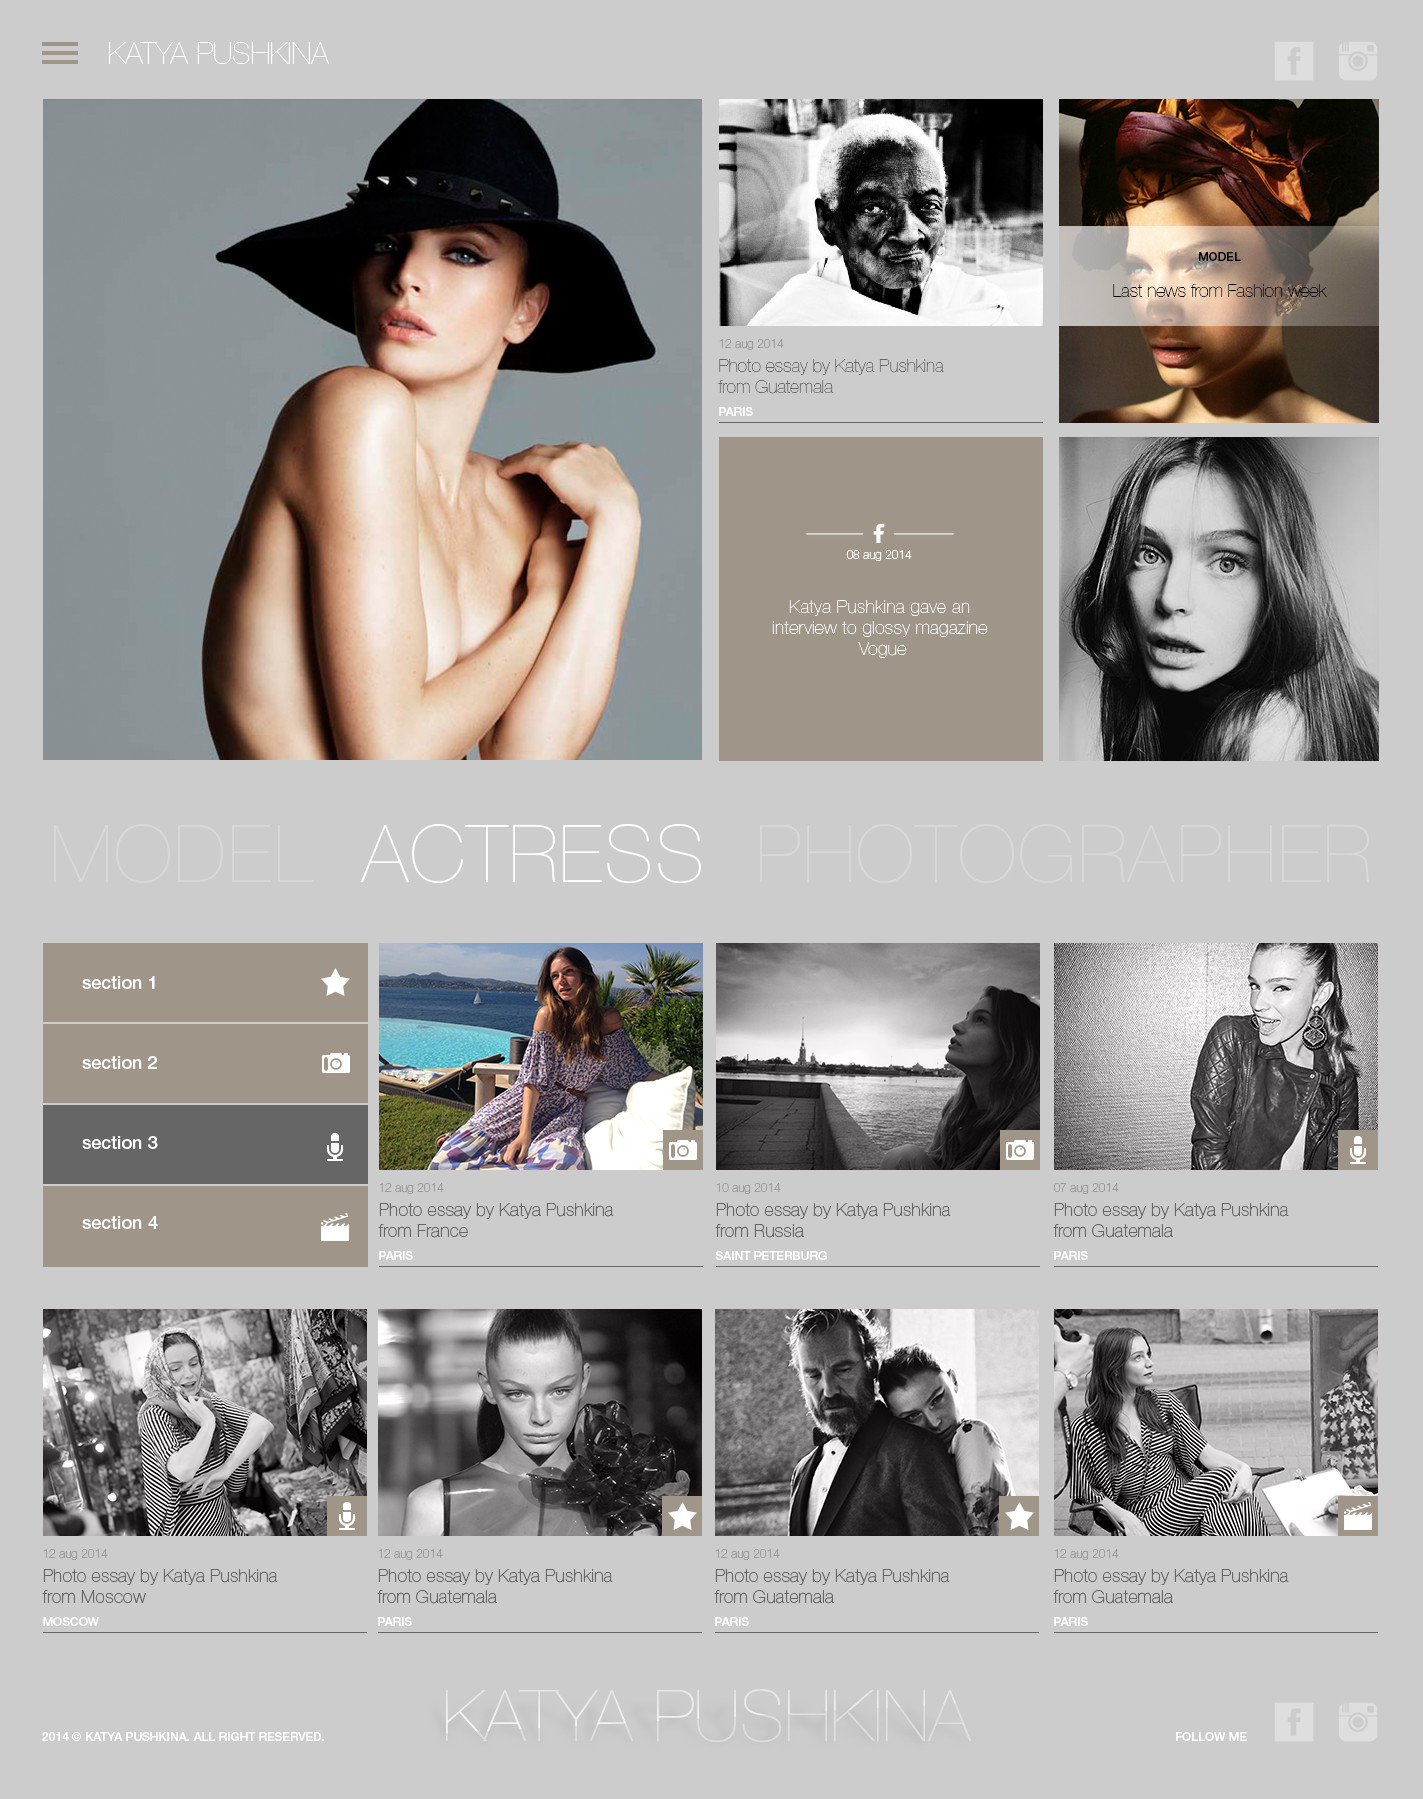 KATYA PUSHKINA
12 aug 2014
Photo essay by Katya Pushkina
from Guatemala
PARIS
MODEL
Last news from Fashion week
f
08 aug 2014
Katya Pushkina gave an
interview to glossy magazine
Vogue
MODEL ACTRESS PHOTOGRAPHER
section 1
section 2
section 3
section 4
12 aug 2014
Photo essay by Katya Pushkina
from France
PARIS
10 aug 2014
Photo essay by Katya Pushkina
from Russia
SAINT PETERBURG
07 aug 2014
Photo essay by Katya Pushkina
from Guatemala
PARIS
12 aug 2014
Photo essay by Katya Pushkina
from Moscow
MOSCOW
12 aug 2014
Photo essay by Katya Pushkina
from Guatemala
PARIS
12 aug 2014
Photo essay by Katya Pushkina
from Guatemala
PARIS
12 aug 2014
Photo essay by Katya Pushkina
from Guatemala
PARIS
2014 © KATYA PUSHKINA. ALL RIGHT RESERVED.
KATYA PUSHKINA
FOLLOW ME